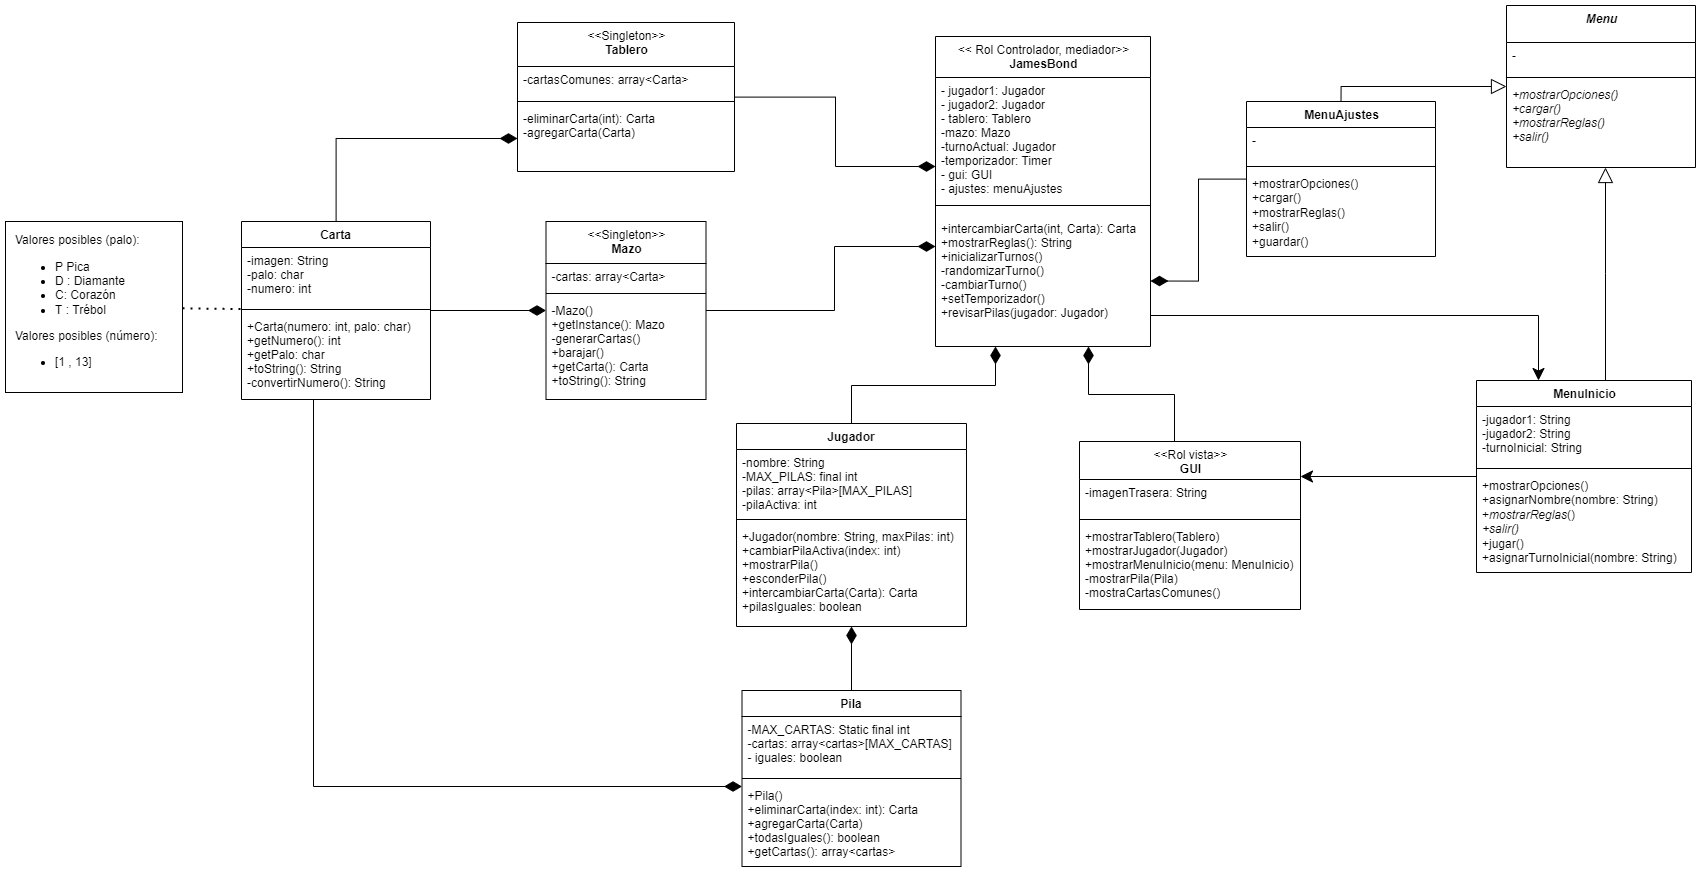 <<Singleton>>
Tablero
-cartasComunes: array<Carta>
-eliminarCarta(int): Carta
-agregarCarta(Carta)
<< Rol Controlador, mediador>>
JamesBond
- jugador1: Jugador
- jugador2: Jugador
- tablero: Tablero
-mazo: Mazo
-turnoActual: Jugador
-temporizador: Timer
- gui: GUI
- ajustes: menuAjustes
+intercambiarCarta(int, Carta): Carta
+mostrarReglas(): String
+inicializarTurnos()
-randomizarTurno()
-cambiarTurno()
+setTemporizador()
+revisarPilas(jugador: Jugador)
MenuAjustes
-
+mostrarOpciones()
+cargar()
+mostrarReglas()
+salir()
+guardar()
Menu
-
+mostrarOpciones()
+cargar()
+mostrarReglas()
+salir()
Valores posibles (palo):
• P Pica
• D : Diamante
• C: Corazón
• T : Trébol
Valores posibles (número):
• [1 , 13]
Carta
-imagen: String
-palo: char
-numero: int
+Carta(numero: int, palo: char)
+getNumero(): int
+getPalo: char
+toString(): String
-convertirNumero(): String
<<Singleton>>
Mazo
-cartas: array<Carta>
-Mazo()
+getInstance(): Mazo
-generarCartas()
+barajar()
+getCarta(): Carta
+toString(): String
Jugador
-nombre: String
-MAX_PILAS: final int
-pilas: array<Pila>[MAX_PILAS]
-pilaActiva: int
+Jugador(nombre: String, maxPilas: int)
+cambiarPilaActiva(index: int)
+mostrarPila()
+esconderPila()
+intercambiarCarta(Carta): Carta
+pilasIguales: boolean
<<Rol vista>>
GUI
-imagenTrasera: String
+mostrarTablero(Tablero)
+mostrarJugador(Jugador)
+mostrarMenuInicio(menu: MenuInicio)
-mostrarPila(Pila)
-mostraCartasComunes()
MenuInicio
-jugador1: String
-jugador2: String
-turnoInicial: String
+mostrarOpciones()
+asignarNombre(nombre: String)
+mostrarReglas()
+salir()
+jugar()
+asignarTurnoInicial(nombre: String)
Pila
-MAX_CARTAS: Static final int
-cartas: array<cartas>[MAX_CARTAS]
- iguales: boolean
+Pila()
+eliminarCarta(index: int): Carta
+agregarCarta(Carta)
+todasIguales(): boolean
+getCartas(): array<cartas>